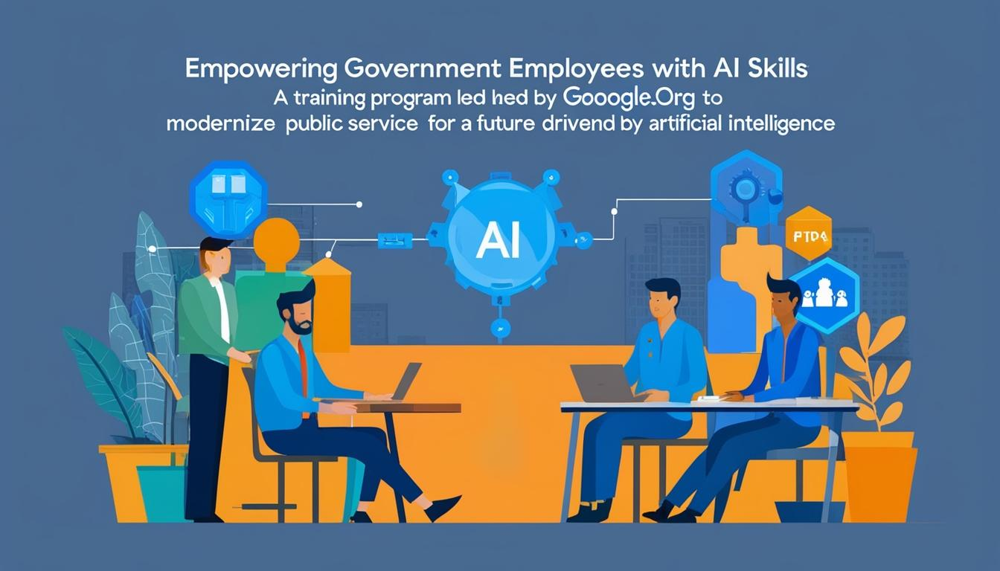 Empowering Government Employees with AI Skills
A training program led hed by Gooogle.Org to
modernize public service for a future drivend by artificial intelligence
AI